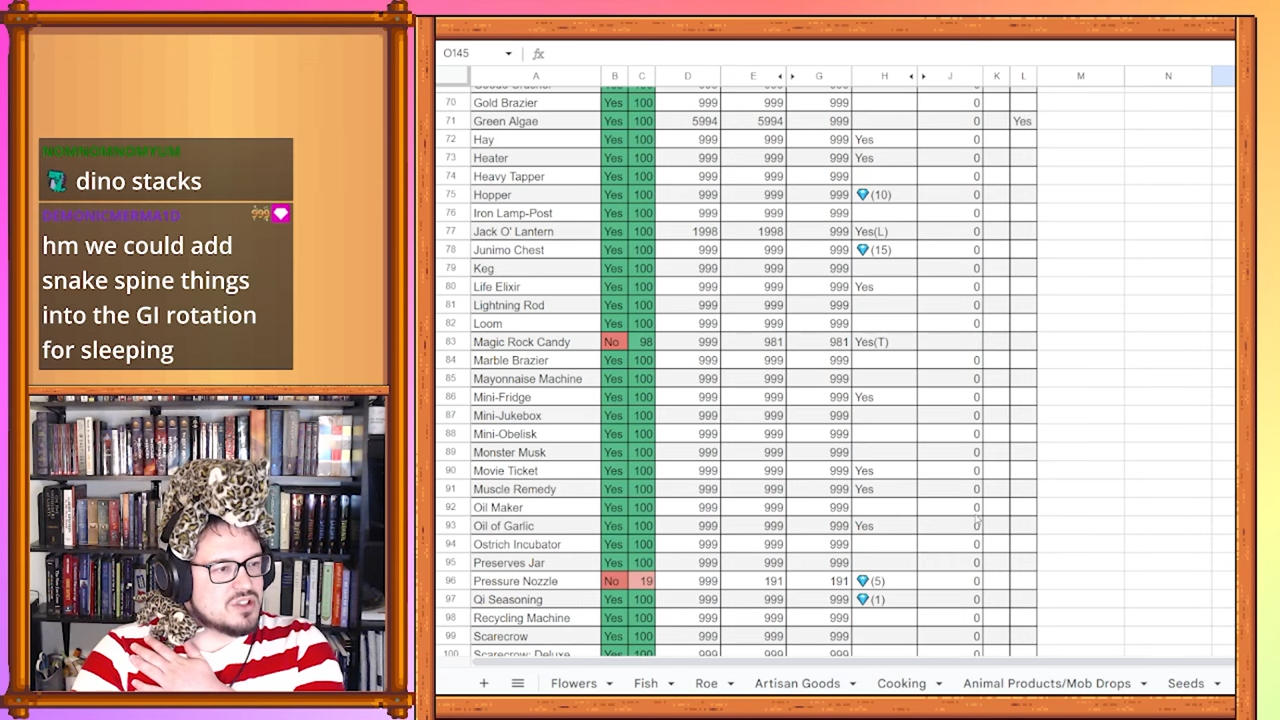 dino stacks
DEMONICMERMA1D 999
hm we could add
snake spine things
into the GI rotation
for sleeping
O145 fx
A B C D E G H J K L M N
70 Gold Brazier Yes 100 999 999 999 0
71 Green Algae Yes 100 5994 5994 999 0 Yes
72 Hay Yes 100 999 999 999 Yes 0
73 Heater Yes 100 999 999 999 Yes 0
74 Heavy Tapper Yes 100 999 999 999 0
75 Hopper Yes 100 999 999 999 💎(10) 0
76 Iron Lamp-Post Yes 100 999 999 999 0
77 Jack O' Lantern Yes 100 1998 1998 999 Yes(L) 0
78 Junimo Chest Yes 100 999 999 999 💎(15) 0
79 Keg Yes 100 999 999 999 0
80 Life Elixir Yes 100 999 999 999 Yes 0
81 Lightning Rod Yes 100 999 999 999 0
82 Loom Yes 100 999 999 999 0
83 Magic Rock Candy No 98 999 981 981 Yes(T)
84 Marble Brazier Yes 100 999 999 999 0
85 Mayonnaise Machine Yes 100 999 999 999 0
86 Mini-Fridge Yes 100 999 999 999 Yes 0
87 Mini-Jukebox Yes 100 999 999 999 0
88 Mini-Obelisk Yes 100 999 999 999 0
89 Monster Musk Yes 100 999 999 999 0
90 Movie Ticket Yes 100 999 999 999 Yes 0
91 Muscle Remedy Yes 100 999 999 999 Yes 0
92 Oil Maker Yes 100 999 999 999 0
93 Oil of Garlic Yes 100 999 999 999 Yes 0
94 Ostrich Incubator Yes 100 999 999 999 0
95 Preserves Jar Yes 100 999 999 999 0
96 Pressure Nozzle No 19 999 191 191 💎(5) 0
97 Qi Seasoning Yes 100 999 999 999 💎(1) 0
98 Recycling Machine Yes 100 999 999 999 0
99 Scarecrow Yes 100 999 999 999 0
100 Scarecrow: Deluxe Yes 100 999 999 999 0
+ Flowers Fish Roe Artisan Goods Cooking Animal Products/Mob Drops Seeds